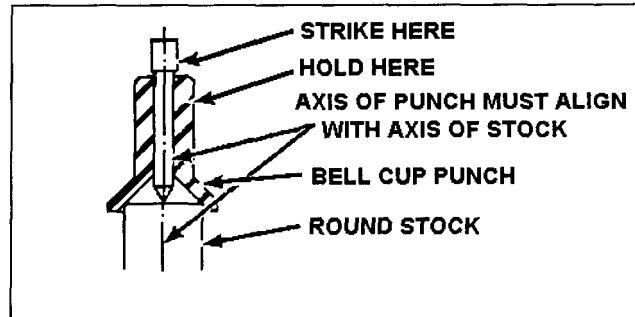 STRIKE HERE
HOLD HERE
AXIS OF PUNCH MUST ALIGN
WITH AXIS OF STOCK
BELL CUP PUNCH
ROUND STOCK